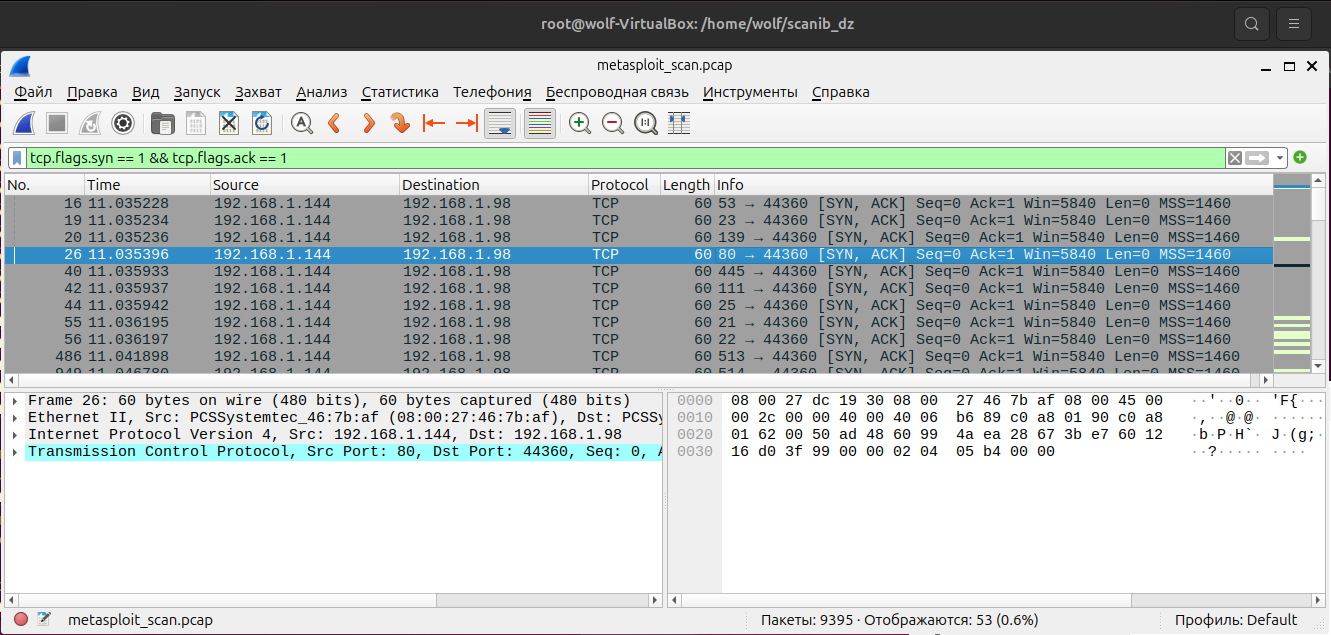 root@wolf-VirtualBox: /home/wolf/scanib_dz
metasploit_scan.pcap
Файл Правка Вид Запуск Захват Анализ Статистика Телефония Беспроводная связь Инструменты Справка
tcp.flags.syn == 1 && tcp.flags.ack == 1
No. Time Source Destination Protocol Length Info
16 11.035228 192.168.1.144 192.168.1.98 TCP 60 53 → 44360 [SYN, ACK] Seq=0 Ack=1 Win=5840 Len=0 MSS=1460
19 11.035234 192.168.1.144 192.168.1.98 TCP 60 23 → 44360 [SYN, ACK] Seq=0 Ack=1 Win=5840 Len=0 MSS=1460
20 11.035236 192.168.1.144 192.168.1.98 TCP 60 139 → 44360 [SYN, ACK] Seq=0 Ack=1 Win=5840 Len=0 MSS=1460
26 11.035396 192.168.1.144 192.168.1.98 TCP 60 80 → 44360 [SYN, ACK] Seq=0 Ack=1 Win=5840 Len=0 MSS=1460
40 11.035933 192.168.1.144 192.168.1.98 TCP 60 445 → 44360 [SYN, ACK] Seq=0 Ack=1 Win=5840 Len=0 MSS=1460
42 11.035937 192.168.1.144 192.168.1.98 TCP 60 111 → 44360 [SYN, ACK] Seq=0 Ack=1 Win=5840 Len=0 MSS=1460
44 11.035942 192.168.1.144 192.168.1.98 TCP 60 25 → 44360 [SYN, ACK] Seq=0 Ack=1 Win=5840 Len=0 MSS=1460
55 11.036195 192.168.1.144 192.168.1.98 TCP 60 21 → 44360 [SYN, ACK] Seq=0 Ack=1 Win=5840 Len=0 MSS=1460
56 11.036197 192.168.1.144 192.168.1.98 TCP 60 22 → 44360 [SYN, ACK] Seq=0 Ack=1 Win=5840 Len=0 MSS=1460
486 11.041898 192.168.1.144 192.168.1.98 TCP 60 513 → 44360 [SYN, ACK] Seq=0 Ack=1 Win=5840 Len=0 MSS=1460
949 11.046780 192.168.1.144 192.168.1.98 TCP 60 514 → 44360 [SYN, ACK] Seq=0 Ack=1 Win=5840 Len=0 MSS=1460
Frame 26: 60 bytes on wire (480 bits), 60 bytes captured (480 bits)
Ethernet II, Src: PCSSystemtec_46:7b:af (08:00:27:46:7b:af), Dst: PCSSy
Internet Protocol Version 4, Src: 192.168.1.144, Dst: 192.168.1.98
Transmission Control Protocol, Src Port: 80, Dst Port: 44360, Seq: 0, A
0000 08 00 27 dc 19 30 08 00 27 46 7b af 08 00 45 00 ··'··0·· 'F{···E·
0010 00 2c 00 00 40 00 40 06 b6 89 c0 a8 01 90 c0 a8 ·,··@·@· ········
0020 01 62 00 50 ad 48 60 99 4a ea 28 67 3b e7 60 12 ·b·P·H`· J·(g;·`·
0030 16 d0 3f 99 00 00 02 04 05 b4 00 00 ··?····· ····
metasploit_scan.pcap
Пакеты: 9395 · Отображаются: 53 (0.6%)
Профиль: Default